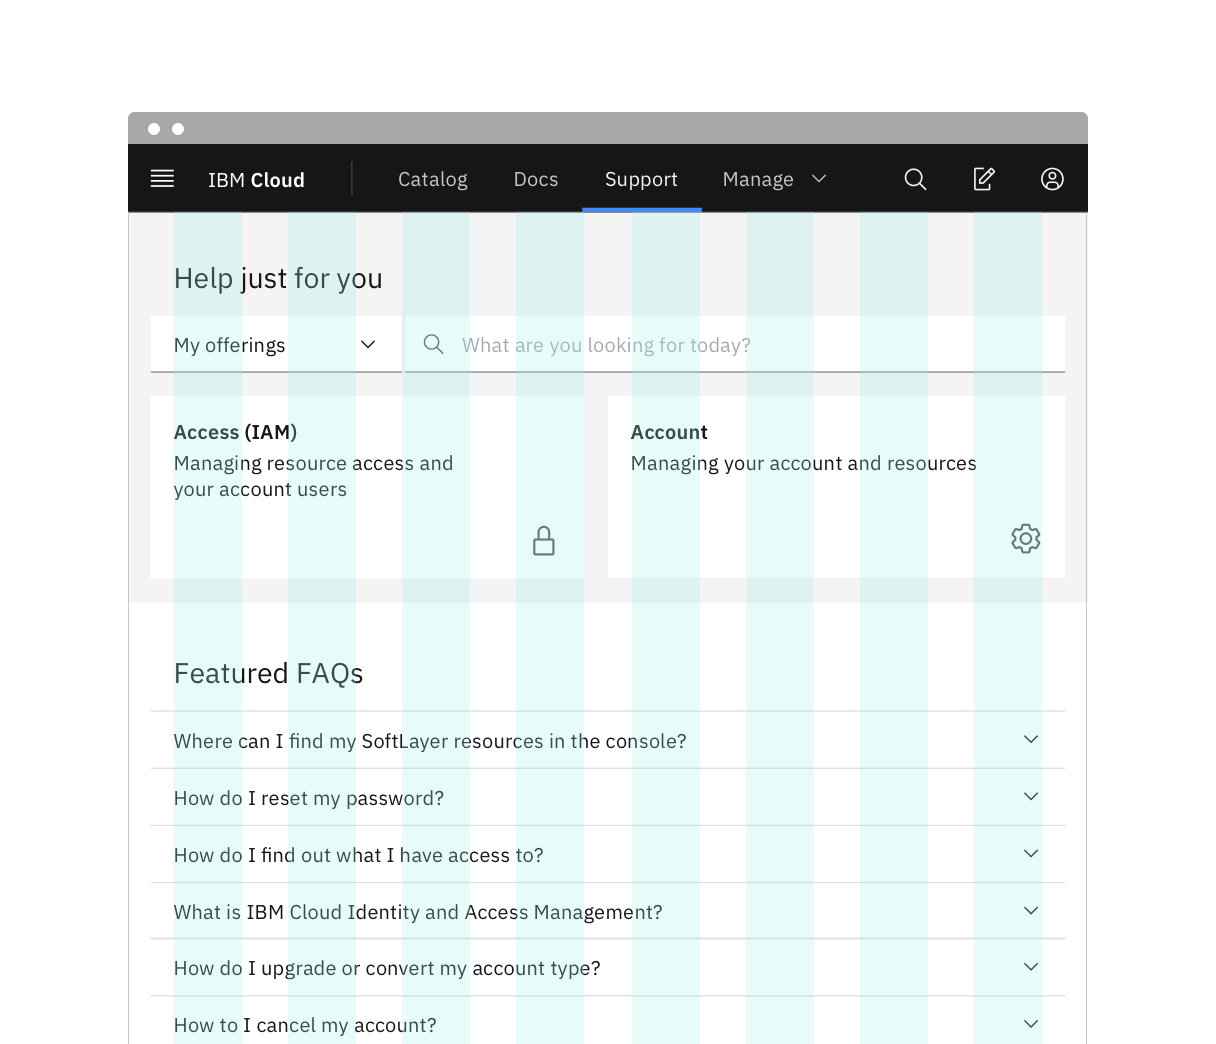 IBM Cloud
Catalog
Docs
Support
Manage
Help just for you
My offerings
What are you looking for today?
Access (IAM)
Managing resource access and
your account users
Account
Managing your account and resources
Featured FAQs
Where can I find my SoftLayer resources in the console?
How do I reset my password?
How do I find out what I have access to?
What is IBM Cloud Identity and Access Management?
How do I upgrade or convert my account type?
How to I cancel my account?